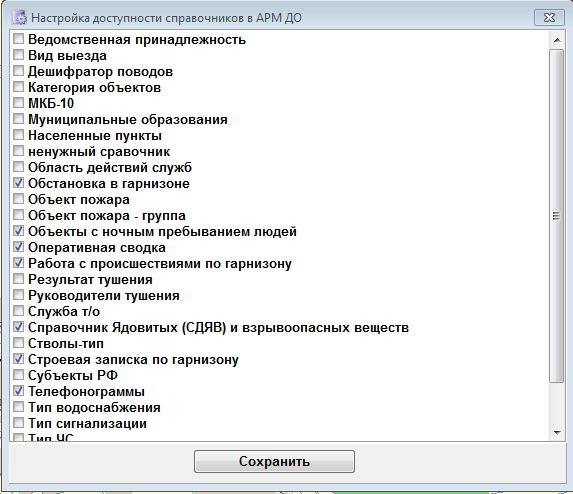 Настройка доступности справочников в АРМ ДО
Ведомственная принадлежность
Вид выезда
Дешифратор поводов
Категория объектов
МКБ-10
Муниципальные образования
Населенные пункты
ненужный сравочник
Область действий служб
Обстановка в гарнизоне
Объект пожара
Объект пожара - группа
Объекты с ночным пребыванием людей
Оперативная сводка
Работа с происшествиями по гарнизону
Результат тушения
Руководители тушения
Служба т/о
Справочник Ядовитых (СДЯВ) и взрывоопасных веществ
Стволы-тип
Строевая записка по гарнизону
Субъекты РФ
Телефонограммы
Тип водоснабжения
Тип сигнализации
Тип ЧС
Сохранить